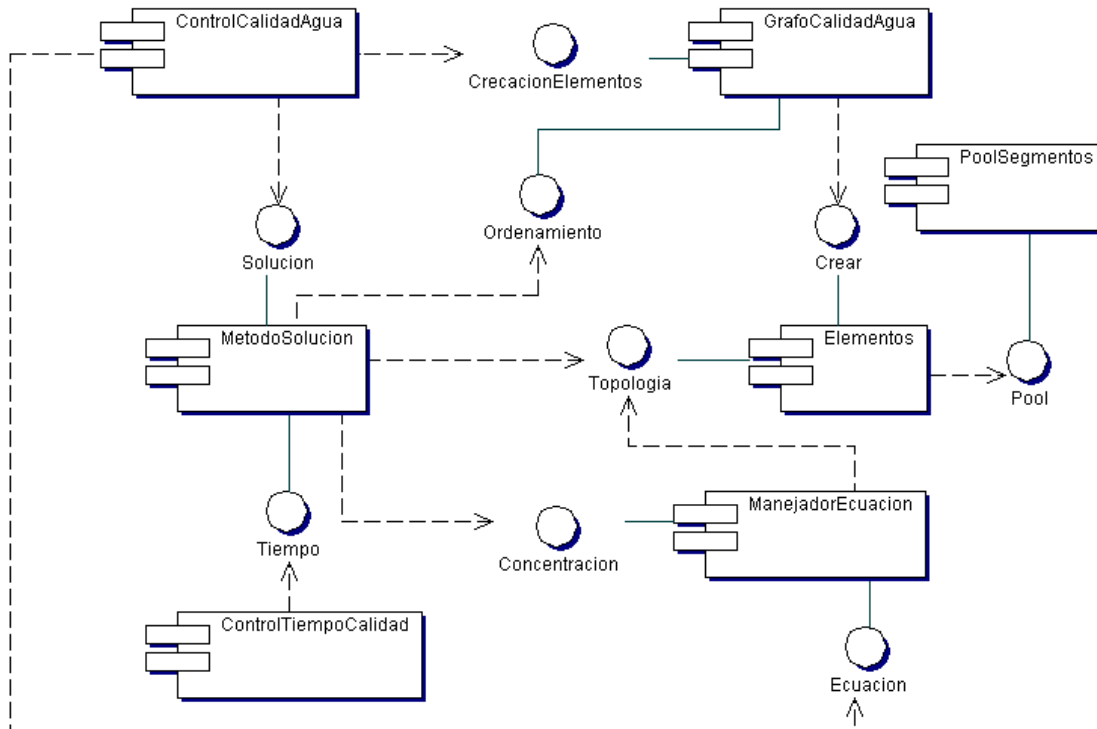 ControlCalidadAgua
GrafoCalidadAgua
CrecacionElementos
PoolSegmentos
Ordenamiento
Solucion
Crear
MetodoSolucion
Elementos
Topologia
Pool
ManejadorEcuacion
Tiempo
Concentracion
ControlTiempoCalidad
Ecuacion